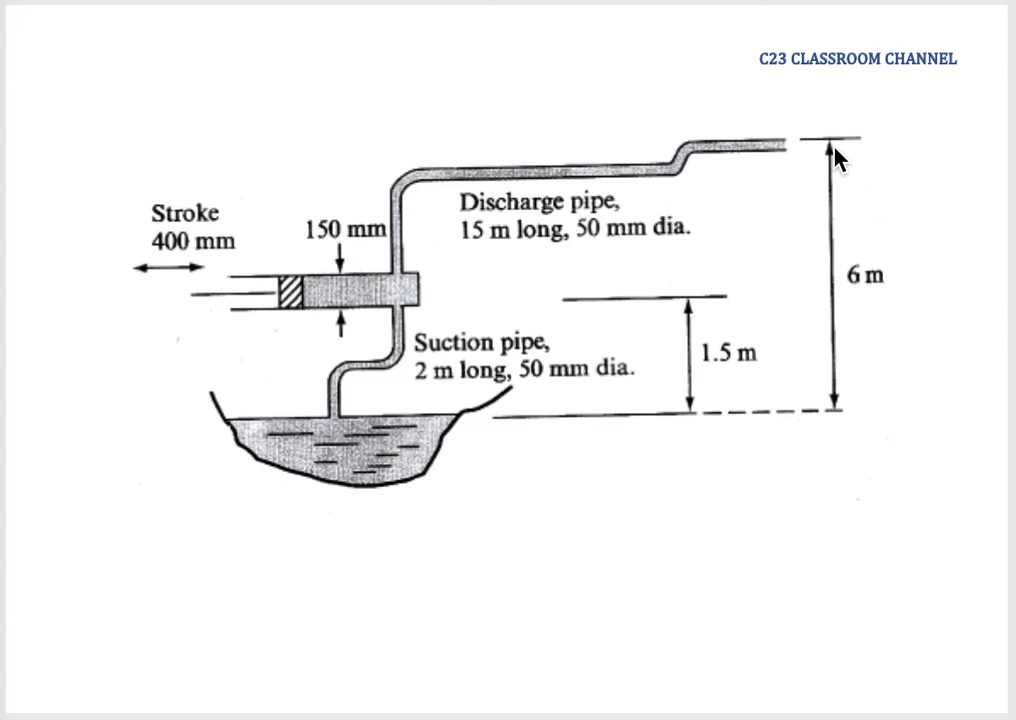 C23 CLASSROOM CHANNEL
Stroke
400 mm
150 mm
Discharge pipe,
15 m long, 50 mm dia.
6 m
Suction pipe,
2 m long, 50 mm dia.
1.5 m